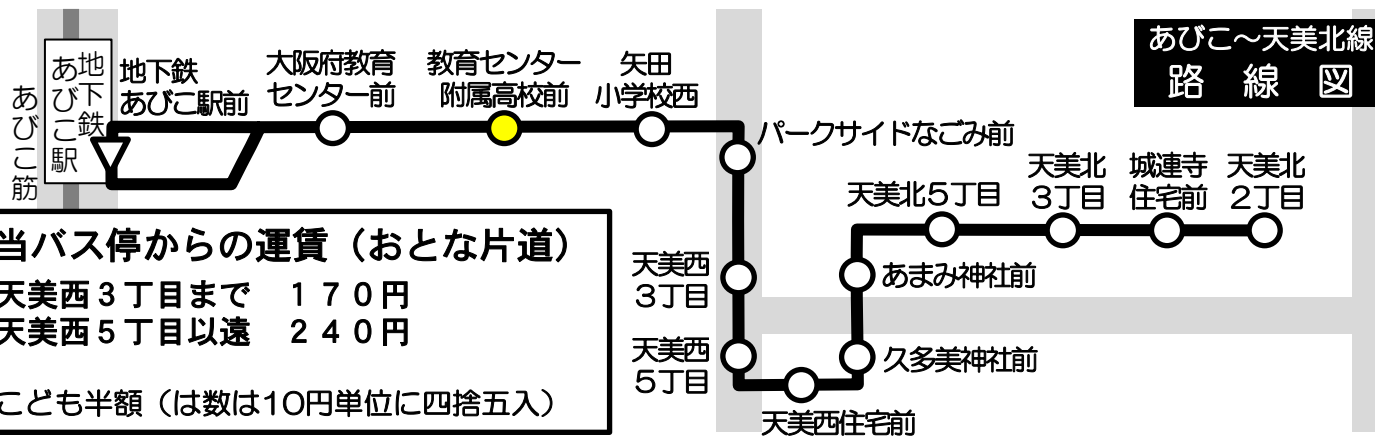 あびこ～天美北線
路線図
あびこ筋
地下鉄
あびこ駅
地下鉄
あびこ駅前
大阪府教育
センター前
教育センター
附属高校前
矢田
小学校西
パークサイドなごみ前
天美西
3丁目
天美西
5丁目
天美西住宅前
久多美神社前
あまみ神社前
天美北5丁目
天美北
3丁目
城連寺
住宅前
天美北
2丁目
当バス停からの運賃（おとな片道）
天美西３丁目まで　１７０円
天美西５丁目以遠　２４０円
こども半額（は数は10円単位に四捨五入）